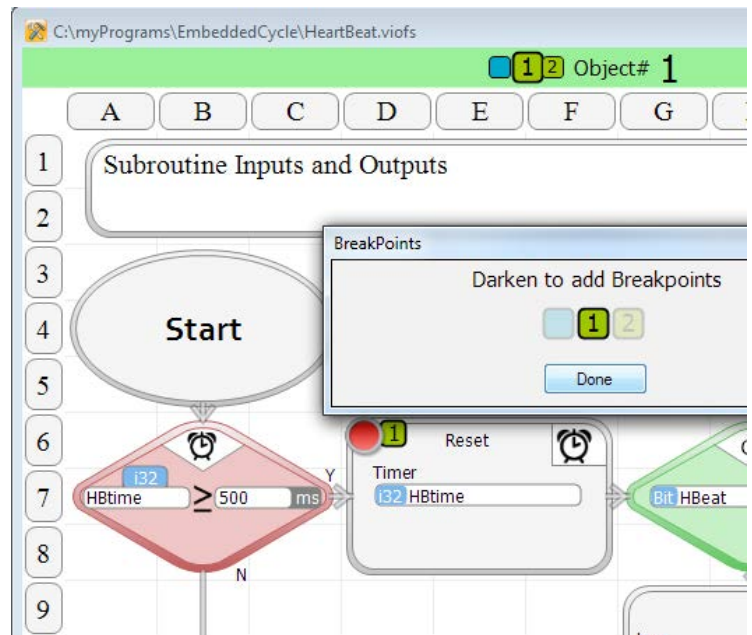 C:\myPrograms\EmbeddedCycle\HeartBeat.viofs
1 2 Object# 1
A B C D E F G
1
Subroutine Inputs and Outputs
2
BreakPoints
3
Darken to add Breakpoints
4
Start
1 2
5
Done
6
1 Reset
7
i32
HBtime ≥ 500 ms
Y
Timer
i32 HBtime
Bit HBeat
8
N
9